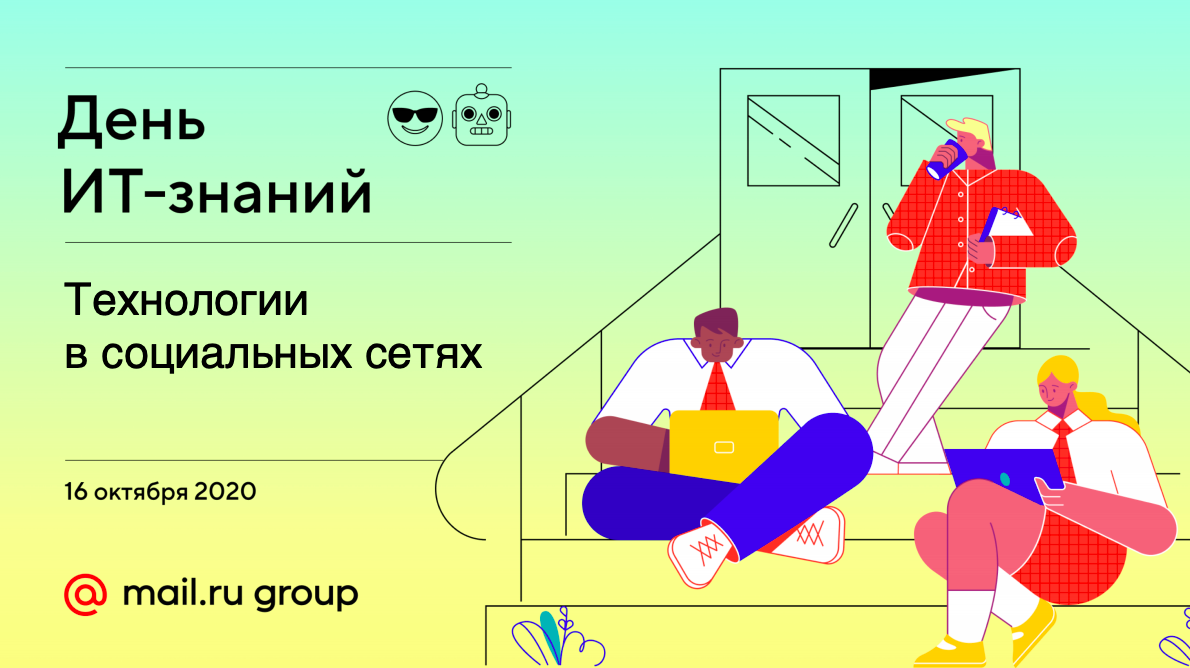 День
ИТ-знаний
Технологии
в социальных сетях
16 октября 2020
@ mail.ru group